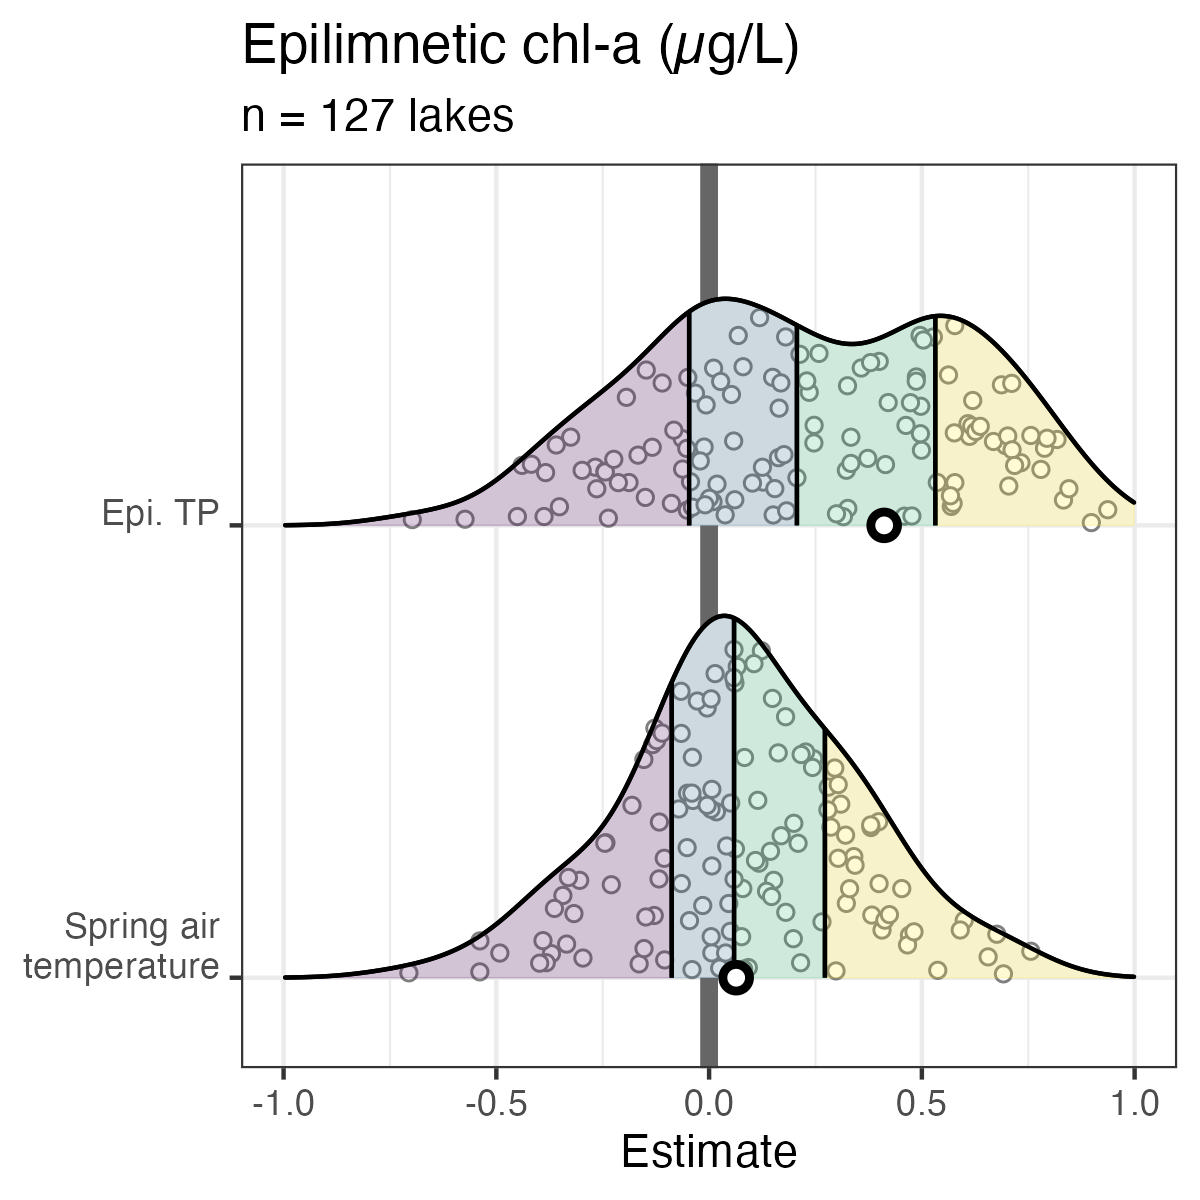 Epilimnetic chl-a (µg/L)
n = 127 lakes
Epi. TP
Spring air
temperature
-1.0 -0.5 0.0 0.5 1.0
Estimate